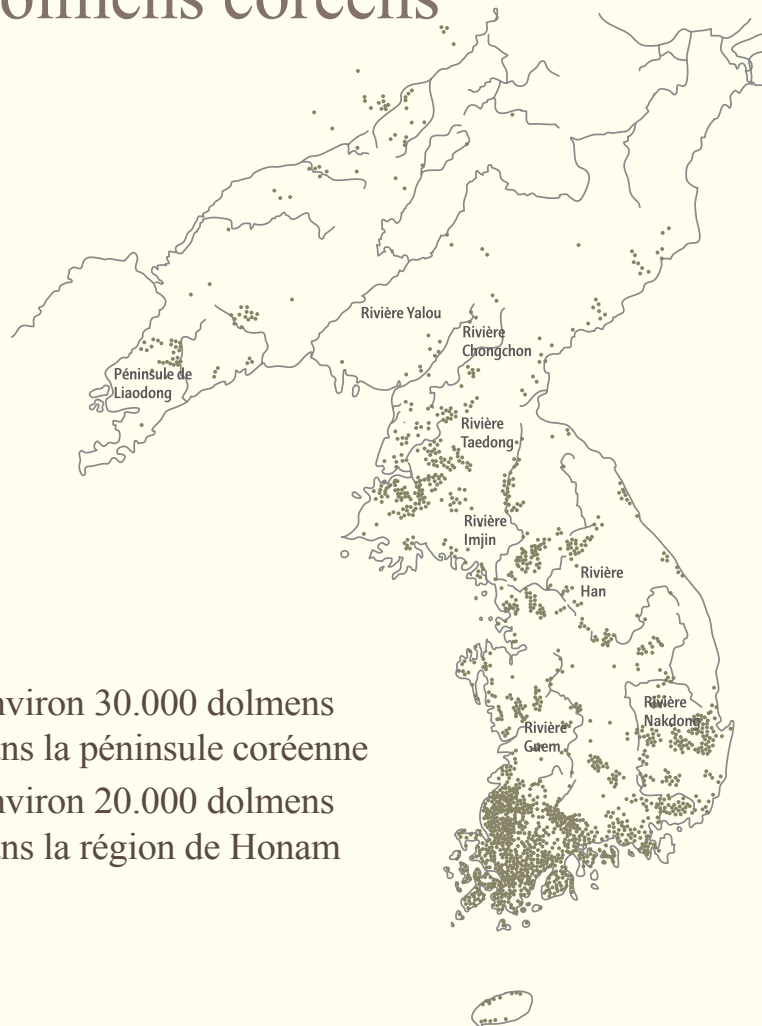 olmens coréens
Rivière Yalou
Rivière
Chongchon
Péninsule de
Liaodong
Rivière
Taedong
Rivière
Imjin
Rivière
Han
Rivière
Nakdong
Rivière
Guem
nviron 30.000 dolmens
ns la péninsule coréenne
nviron 20.000 dolmens
ns la région de Honam